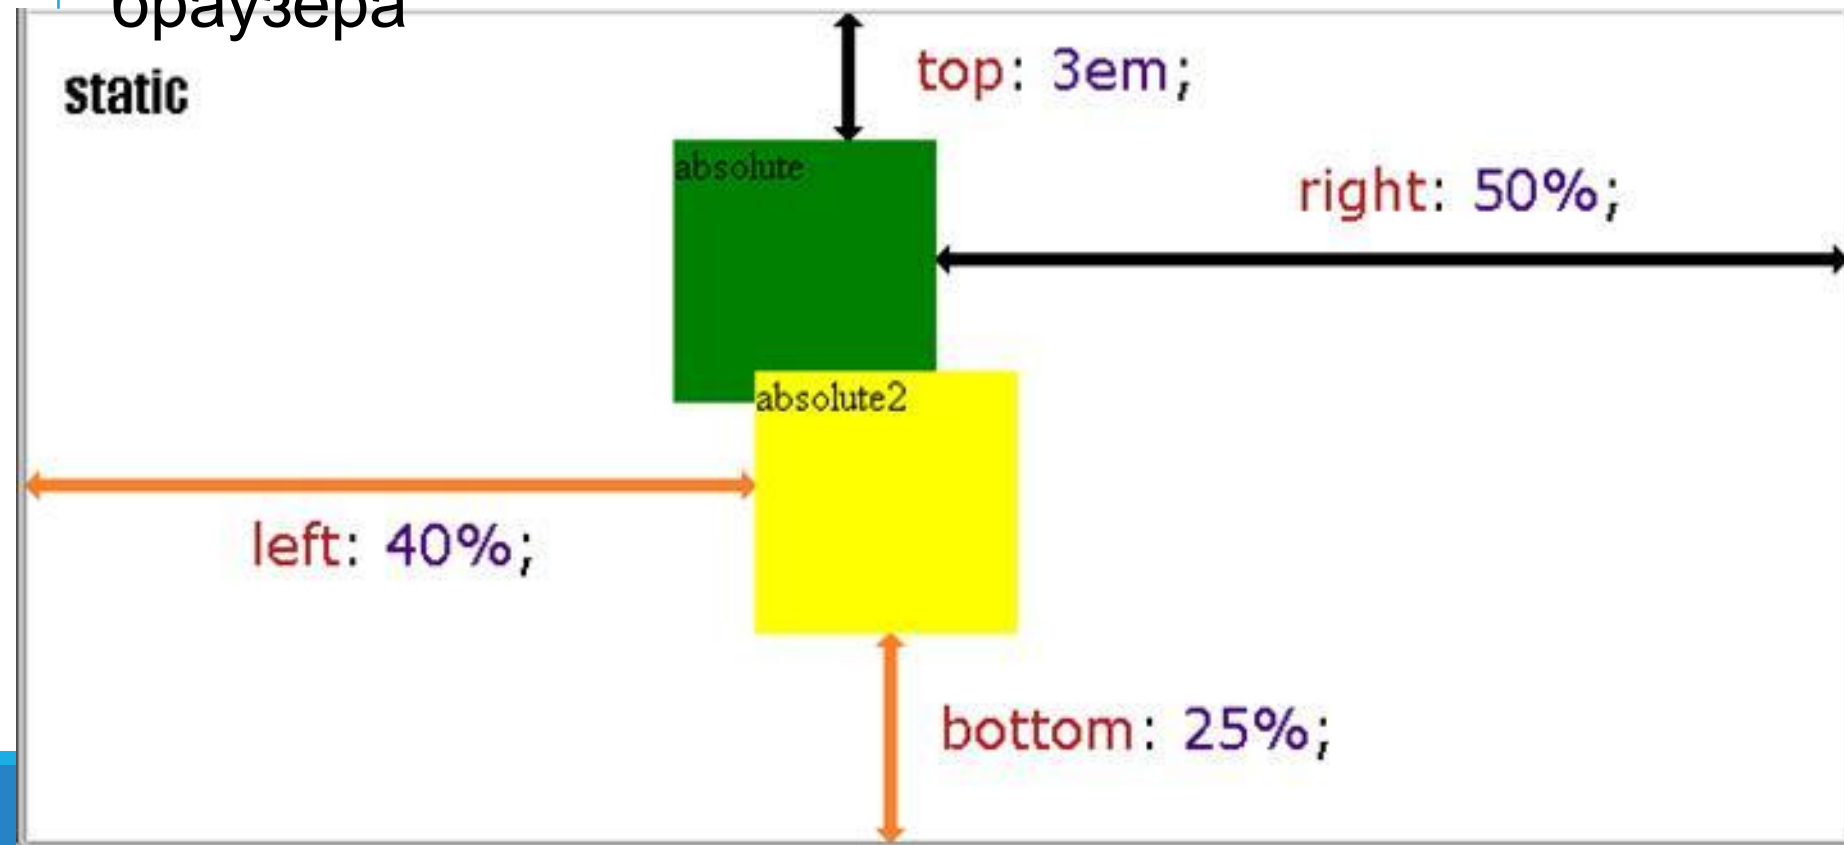 браузера
static
top: 3em;
absolute
right: 50%;
absolute2
left: 40%;
bottom: 25%;